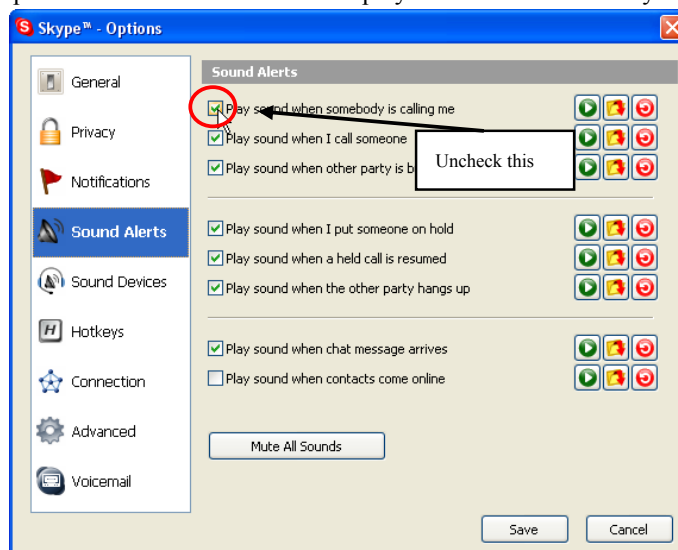 Skype™ - Options
General
Privacy
Notifications
Sound Alerts
Sound Devices
Hotkeys
Connection
Advanced
Voicemail
Sound Alerts
Play sound when somebody is calling me
Play sound when I call someone
Play sound when other party is b
Uncheck this
Play sound when I put someone on hold
Play sound when a held call is resumed
Play sound when the other party hangs up
Play sound when chat message arrives
Play sound when contacts come online
Mute All Sounds
Save
Cancel